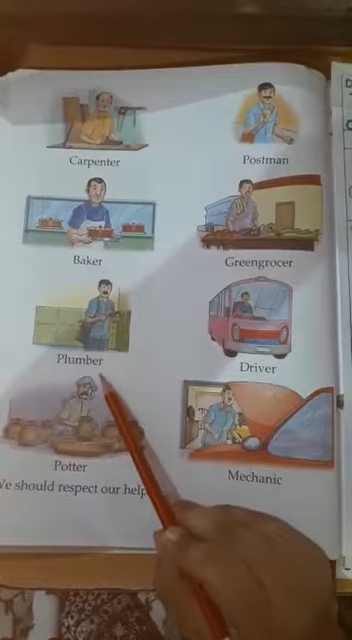 Carpenter Postman
Baker Greengrocer
Plumber Driver
Potter Mechanic
We should respect our help